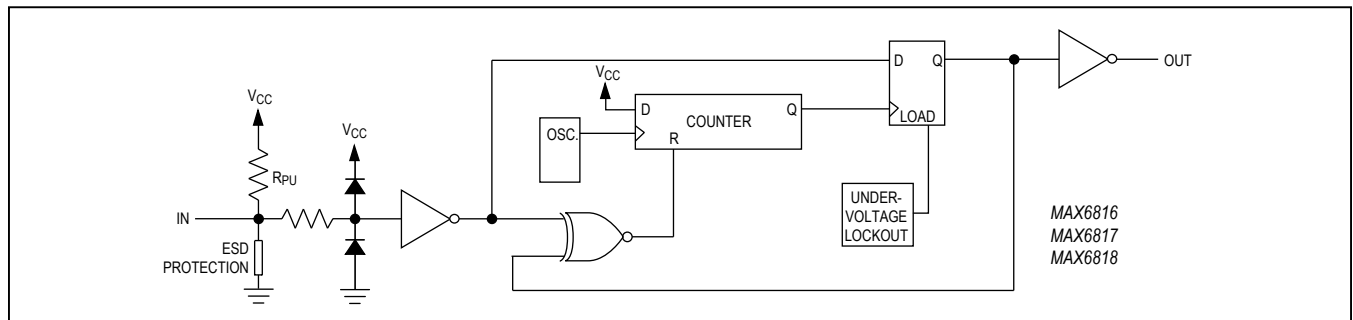 VCC
RPU
IN
ESD
PROTECTION
VCC
OSC.
VCC
D
COUNTER
Q
R
D
Q
LOAD
UNDER-
VOLTAGE
LOCKOUT
OUT
MAX6816
MAX6817
MAX6818